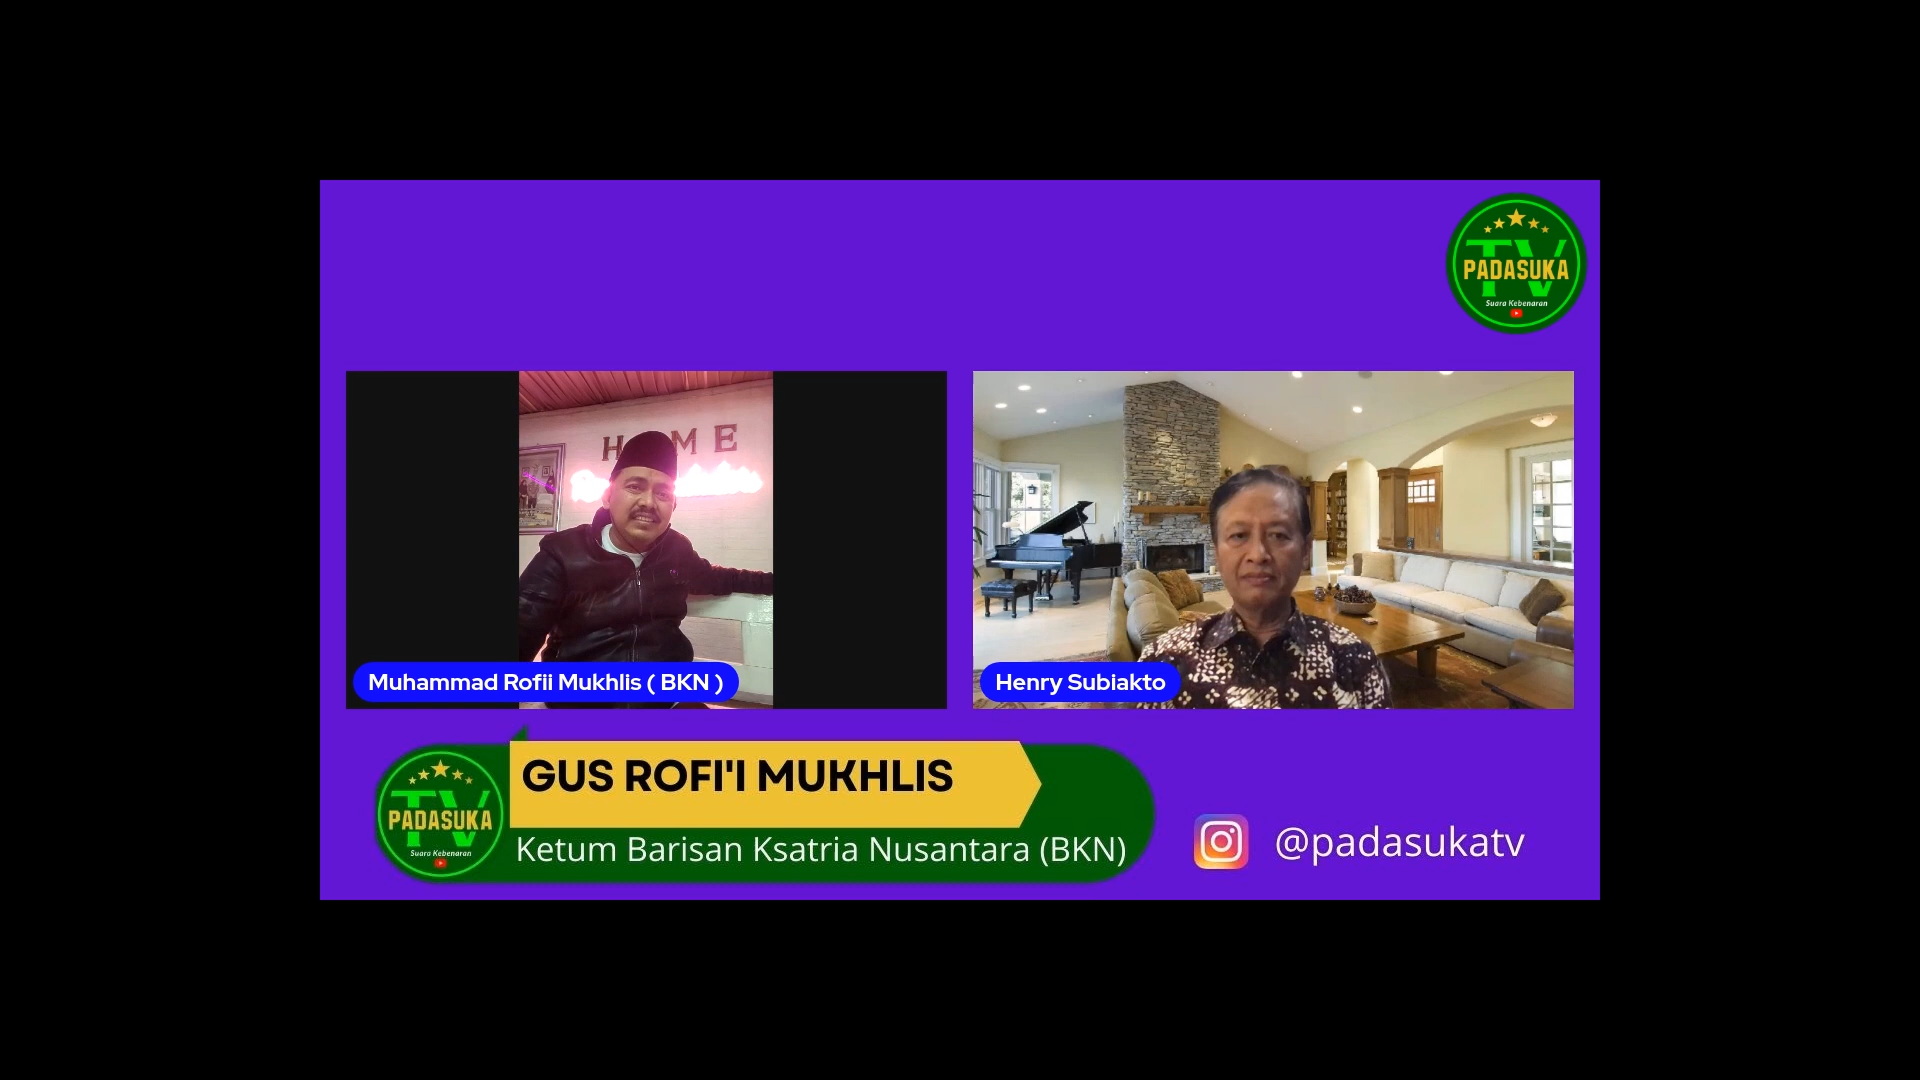 TV
PADASUKA
Suara Kebenaran
HOME
Muhammad Rofii Mukhlis ( BKN )
Henry Subiakto
TV
PADASUKA
Suara Kebenaran
GUS ROFI'I MUKHLIS
Ketum Barisan Ksatria Nusantara (BKN)
@padasukatv